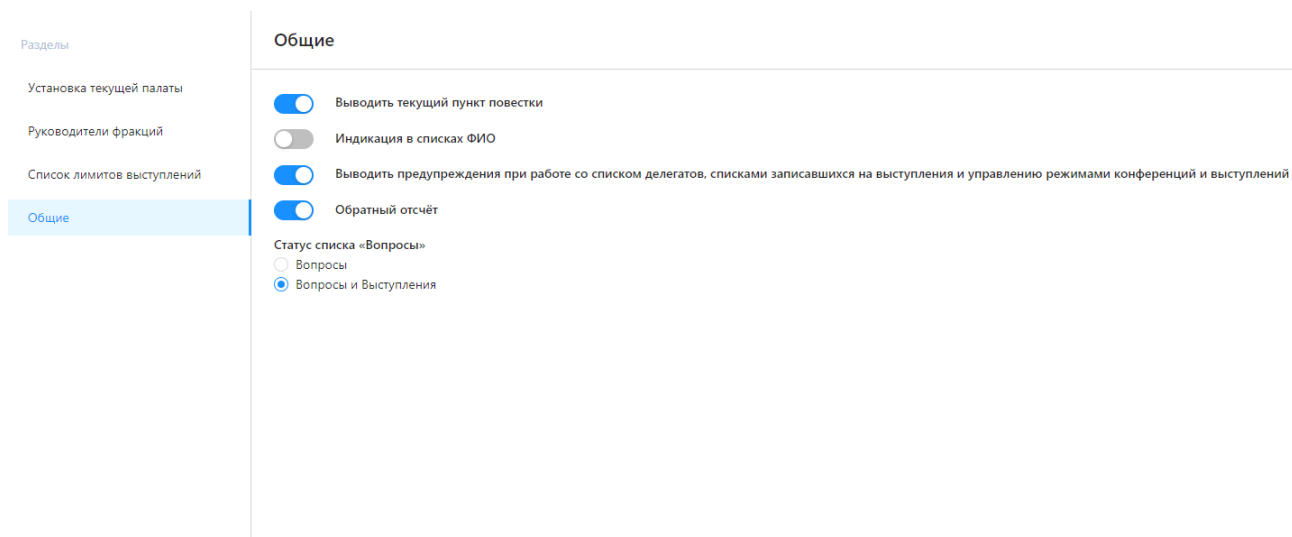 Разделы
Установка текущей палаты
Руководители фракций
Список лимитов выступлений
Общие
Общие
Выводить текущий пункт повестки
Индикация в списках ФИО
Выводить предупреждения при работе со списком делегатов, списками записавшихся на выступления и управлению режимами конференций и выступлений
Обратный отсчёт
Статус списка «Вопросы»
Вопросы
Вопросы и Выступления